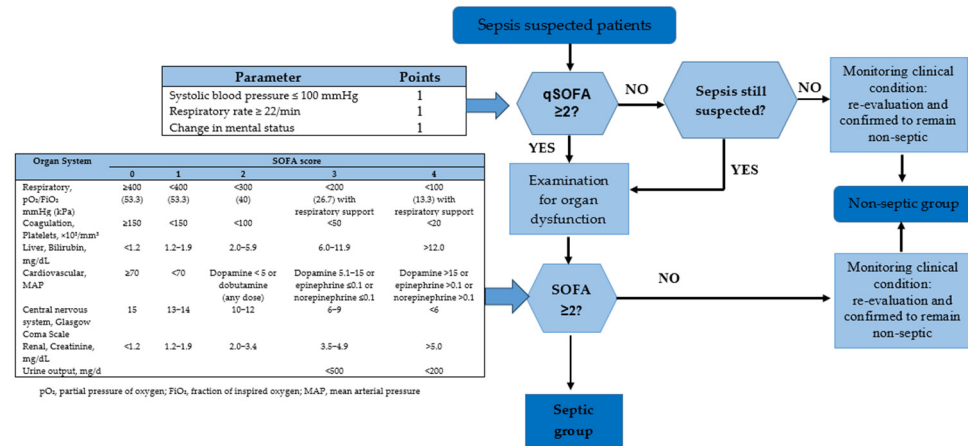 Sepsis suspected patients
Parameter Points
Systolic blood pressure ≤ 100 mmHg 1
Respiratory rate ≥ 22/min 1
Change in mental status 1
qSOFA
≥2?
NO
Sepsis still
suspected?
NO
Monitoring clinical
condition:
re-evaluation and
confirmed to remain
non-septic
YES
YES
Examination
for organ
dysfunction
Non-septic group
Organ System SOFA score
0 1 2 3 4
Respiratory, ≥400 <400 <300 <200 <100
pO₂/FiO₂ (53.3) (53.3) (40) (26.7) with (13.3) with
mmHg (kPa) respiratory support respiratory support
Coagulation, ≥150 <150 <100 <50 <20
Platelets, ×10³/mm³
Liver, Bilirubin, <1.2 1.2–1.9 2.0–5.9 6.0–11.9 >12.0
mg/dL
Cardiovascular, ≥70 <70 Dopamine < 5 or Dopamine 5.1–15 or Dopamine >15 or
MAP dobutamine epinephrine ≤0.1 or epinephrine >0.1 or
(any dose) norepinephrine ≤0.1 norepinephrine >0.1
Central nervous 15 13–14 10–12 6–9 <6
system, Glasgow
Coma Scale
Renal, Creatinine, <1.2 1.2–1.9 2.0–3.4 3.5–4.9 >5.0
mg/dL
Urine output, mg/d <500 <200
pO₂, partial pressure of oxygen; FiO₂, fraction of inspired oxygen; MAP, mean arterial pressure
SOFA
≥2?
NO
Monitoring clinical
condition:
re-evaluation and
confirmed to remain
non-septic
YES
Septic
group